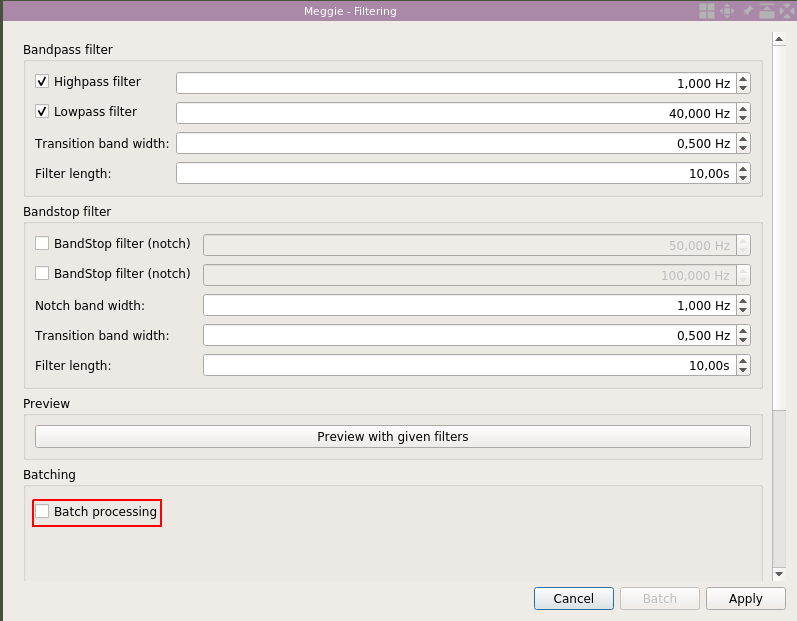 Meggie - Filtering
Bandpass filter
Highpass filter 1,000 Hz
Lowpass filter 40,000 Hz
Transition band width: 0,500 Hz
Filter length: 10,00s
Bandstop filter
BandStop filter (notch) 50,000 Hz
BandStop filter (notch) 100,000 Hz
Notch band width: 1,000 Hz
Transition band width: 0,500 Hz
Filter length: 10,00s
Preview
Preview with given filters
Batching
Batch processing
Cancel Batch Apply